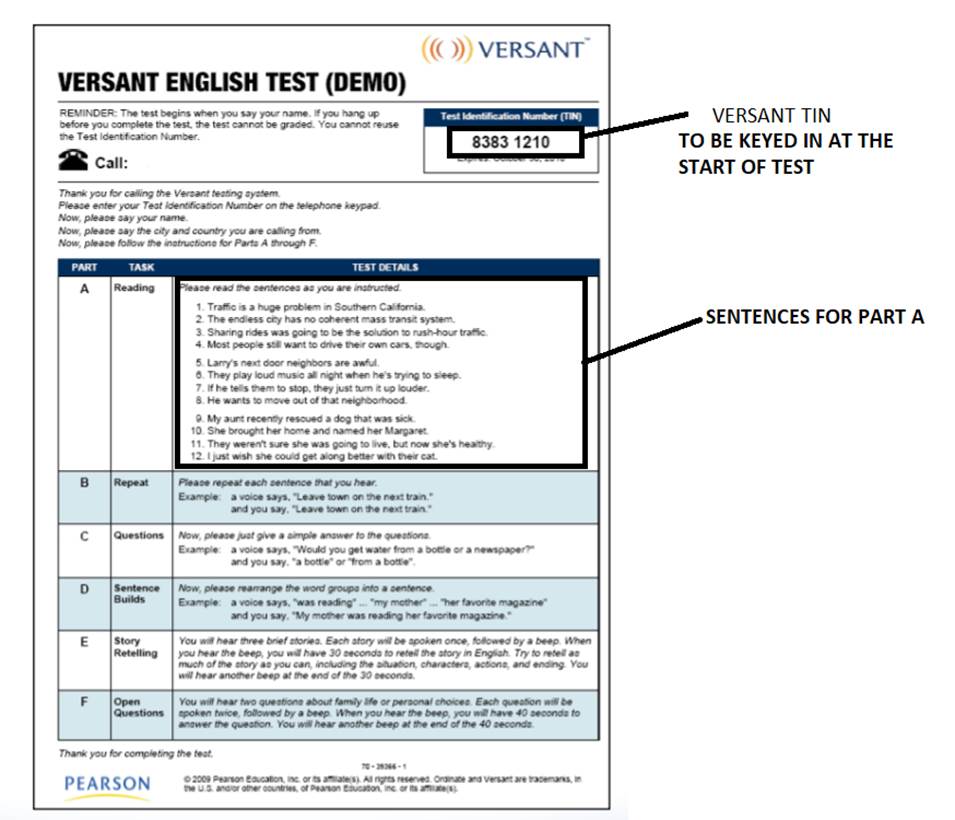 VERSANT™
VERSANT ENGLISH TEST (DEMO)
REMINDER: The test begins when you say your name. If you hang up
before you complete the test, the test cannot be graded. You cannot reuse
the Test Identification Number.
Call:
Test Identification Number (TIN)
8383 1210
VERSANT TIN
TO BE KEYED IN AT THE
START OF TEST
Thank you for calling the Versant testing system.
Please enter your Test Identification Number on the telephone keypad.
Now, please say your name.
Now, please say the city and country you are calling from.
Now, please follow the instructions for Parts A through F.
PART TASK TEST DETAILS
A Reading Please read the sentences as you are instructed.
1. Traffic is a huge problem in Southern California.
2. The endless city has no coherent mass transit system.
3. Sharing rides was going to be the solution to rush-hour traffic.
4. Most people still want to drive their own cars, though.
5. Larry's next door neighbors are awful.
6. They play loud music all night when he's trying to sleep.
7. If he tells them to stop, they just turn it up louder.
8. He wants to move out of that neighborhood.
9. My aunt recently rescued a dog that was sick.
10. She brought her home and named her Margaret.
11. They weren't sure she was going to live, but now she's healthy.
12. I just wish she could get along better with their cat.
SENTENCES FOR PART A
B Repeat Please repeat each sentence that you hear.
Example: a voice says, "Leave town on the next train."
and you say, "Leave town on the next train."
C Questions Now, please just give a simple answer to the questions.
Example: a voice says, "Would you get water from a bottle or a newspaper?"
and you say, "a bottle" or "from a bottle".
D Sentence Builds Now, please rearrange the word groups into a sentence.
Example: a voice says, "was reading" ... "my mother" ... "her favorite magazine"
and you say, "My mother was reading her favorite magazine."
E Story Retelling You will hear three brief stories. Each story will be spoken once, followed by a beep. When
you hear the beep, you will have 30 seconds to retell the story in English. Try to retell as
much of the story as you can, including the situation, characters, actions, and ending. You
will hear another beep at the end of the 30 seconds.
F Open Questions You will hear two questions about family life or personal choices. Each question will be
spoken twice, followed by a beep. When you hear the beep, you will have 40 seconds to
answer the question. You will hear another beep at the end of the 40 seconds.
Thank you for completing the test.
PEARSON
© 2009 Pearson Education, Inc. or its affiliate(s). All rights reserved. Ordinate and Versant are trademarks, in
the U.S. and/or other countries, of Pearson Education, Inc. or its affiliate(s).